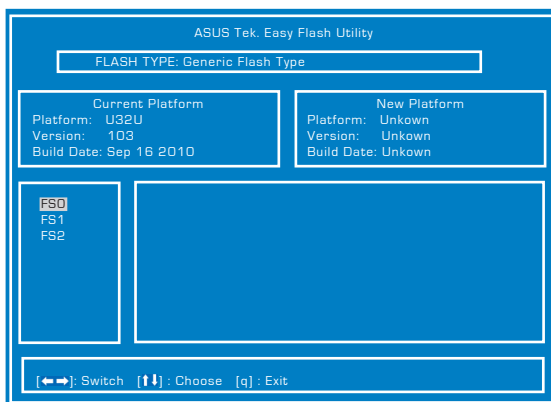 ASUS Tek. Easy Flash Utility
FLASH TYPE: Generic Flash Type
Current Platform
Platform: U32U
Version: 103
Build Date: Sep 16 2010
New Platform
Platform: Unkown
Version: Unkown
Build Date: Unkown
FS0
FS1
FS2
[←→]: Switch [↑↓] : Choose [q] : Exit